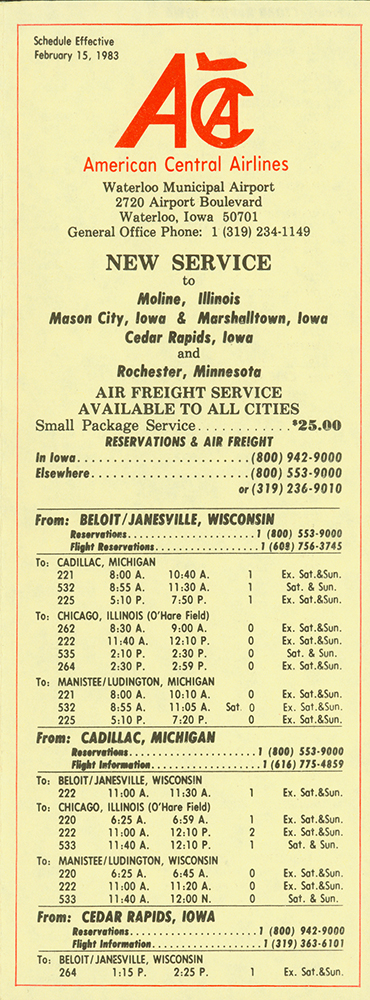 Schedule Effective
February 15, 1983
ACA
American Central Airlines
Waterloo Municipal Airport
2720 Airport Boulevard
Waterloo, Iowa 50701
General Office Phone: 1 (319) 234-1149
NEW SERVICE
to
Moline, Illinois
Mason City, Iowa & Marshalltown, Iowa
Cedar Rapids, Iowa
and
Rochester, Minnesota
AIR FREIGHT SERVICE
AVAILABLE TO ALL CITIES
Small Package Service . . . . . . . . . . . . $25.00
RESERVATIONS & AIR FREIGHT
In Iowa. . . . . . . . . . . . . . . . . . . . . . . . (800) 942-9000
Elsewhere. . . . . . . . . . . . . . . . . . . . . . (800) 553-9000
or (319) 236-9010
From: BELOIT/JANESVILLE, WISCONSIN
Reservations. . . . . . . . . . . . . . . . . . . . 1 (800) 553-9000
Flight Reservations. . . . . . . . . . . . . . . . 1 (608) 756-3745
To: CADILLAC, MICHIGAN
221 8:00 A. 10:40 A. 1 Ex. Sat.&Sun.
532 8:55 A. 11:30 A. 1 Sat. & Sun.
225 5:10 P. 7:50 P. 1 Ex. Sat.&Sun.
To: CHICAGO, ILLINOIS (O'Hare Field)
262 8:30 A. 9:00 A. 0 Ex. Sat.&Sun.
222 11:40 A. 12:10 P. 0 Ex. Sat.&Sun.
535 2:10 P. 2:30 P. 0 Sat. & Sun.
264 2:30 P. 2:59 P. 0 Ex. Sat.&Sun.
To: MANISTEE/LUDINGTON, MICHIGAN
221 8:00 A. 10:10 A. 0 Ex. Sat.&Sun.
532 8:55 A. 11:05 A. Sat. 0 Ex. Sat.&Sun.
225 5:10 P. 7:20 P. 0 Ex. Sat.&Sun.
From: CADILLAC, MICHIGAN
Reservations. . . . . . . . . . . . . . . . . . . . 1 (800) 553-9000
Flight Information. . . . . . . . . . . . . . . . . 1 (616) 775-4859
To: BELOIT/JANESVILLE, WISCONSIN
222 11:00 A. 11:30 A. 1 Ex. Sat.&Sun.
To: CHICAGO, ILLINOIS (O'Hare Field)
220 6:25 A. 6:59 A. 1 Ex. Sat.&Sun.
222 11:00 A. 12:10 P. 2 Ex. Sat.&Sun.
533 11:40 A. 12:10 P. 1 Sat. & Sun.
To: MANISTEE/LUDINGTON, WISCONSIN
220 6:25 A. 6:45 A. 0 Ex. Sat.&Sun.
222 11:00 A. 11:20 A. 0 Ex. Sat.&Sun.
533 11:40 A. 12:00 N. 0 Sat. & Sun.
From: CEDAR RAPIDS, IOWA
Reservations. . . . . . . . . . . . . . . . . . . . 1 (800) 942-9000
Flight Information. . . . . . . . . . . . . . . . . 1 (319) 363-6101
To: BELOIT/JANESVILLE, WISCONSIN
264 1:15 P. 2:25 P. 1 Ex. Sat.&Sun.